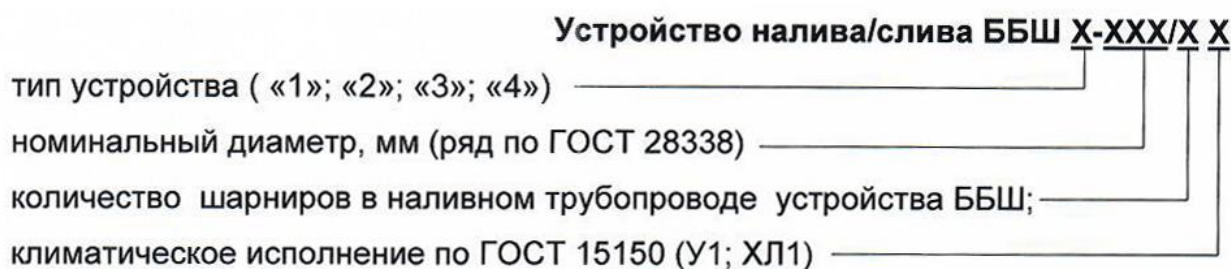 Устройство налива/слива ББШ Х-ХХХ/Х Х
тип устройства ( «1»; «2»; «3»; «4»)
номинальный диаметр, мм (ряд по ГОСТ 28338)
количество шарниров в наливном трубопроводе устройства ББШ;
климатическое исполнение по ГОСТ 15150 (У1; ХЛ1)